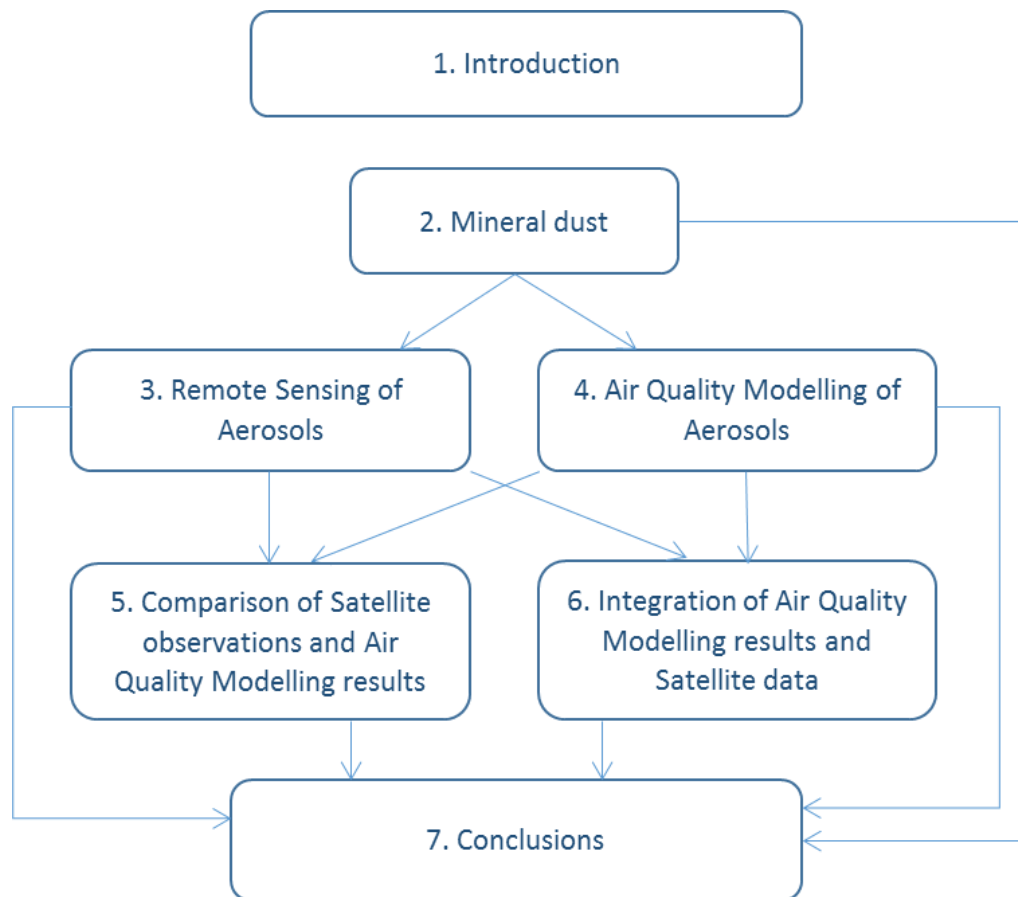 1. Introduction
2. Mineral dust
3. Remote Sensing of
Aerosols
4. Air Quality Modelling of
Aerosols
5. Comparison of Satellite
observations and Air
Quality Modelling results
6. Integration of Air Quality
Modelling results and
Satellite data
7. Conclusions